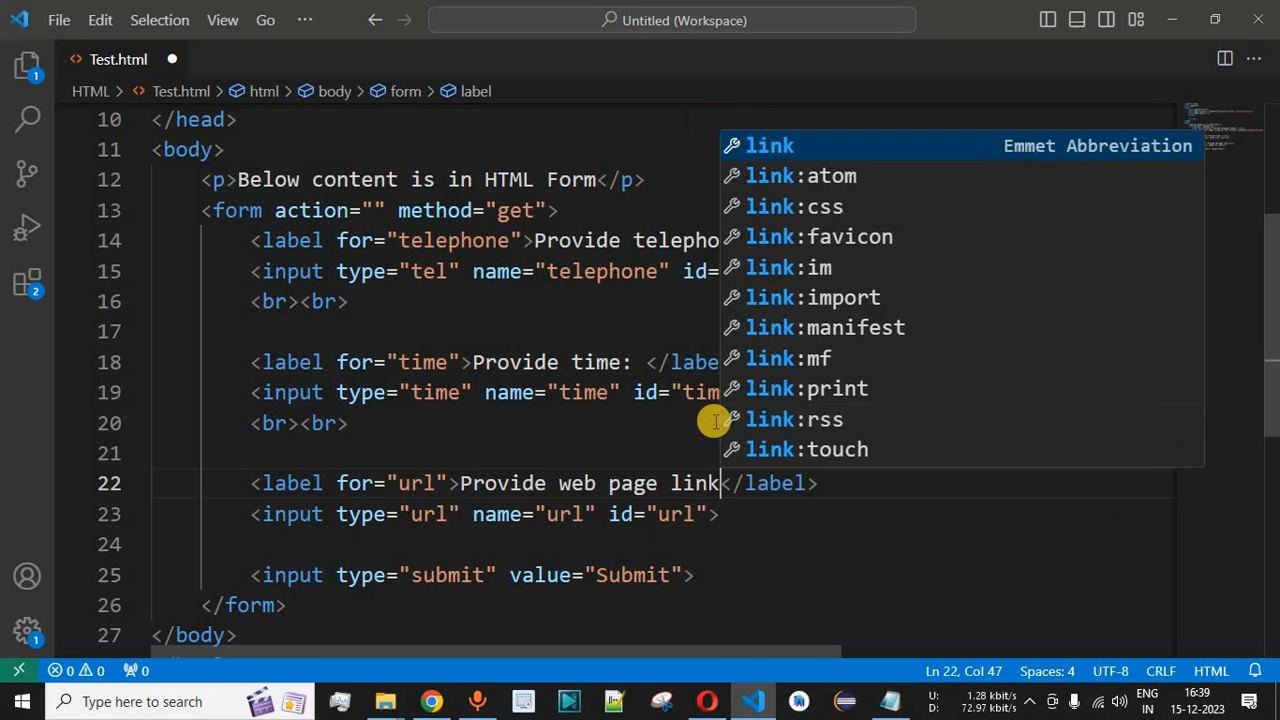 File Edit Selection View Go ··· Untitled (Workspace)
Test.html
HTML > Test.html > html > body > form > label
10 </head>
11 <body>
12 <p>Below content is in HTML Form</p>
13 <form action="" method="get">
14 <label for="telephone">Provide telepho
15 <input type="tel" name="telephone" id=
16 <br><br>
17
18 <label for="time">Provide time: </labe
19 <input type="time" name="time" id="tim
20 <br><br>
21
22 <label for="url">Provide web page link</label>
23 <input type="url" name="url" id="url">
24
25 <input type="submit" value="Submit">
26 </form>
27 </body>
link Emmet Abbreviation
link:atom
link:css
link:favicon
link:im
link:import
link:manifest
link:mf
link:print
link:rss
link:touch
1
2
1
0 0 0 Ln 22, Col 47 Spaces: 4 UTF-8 CRLF HTML
Type here to search
U: 1.28 kbit/s
D: 72.97 kbit/s
ENG
IN
16:39
15-12-2023